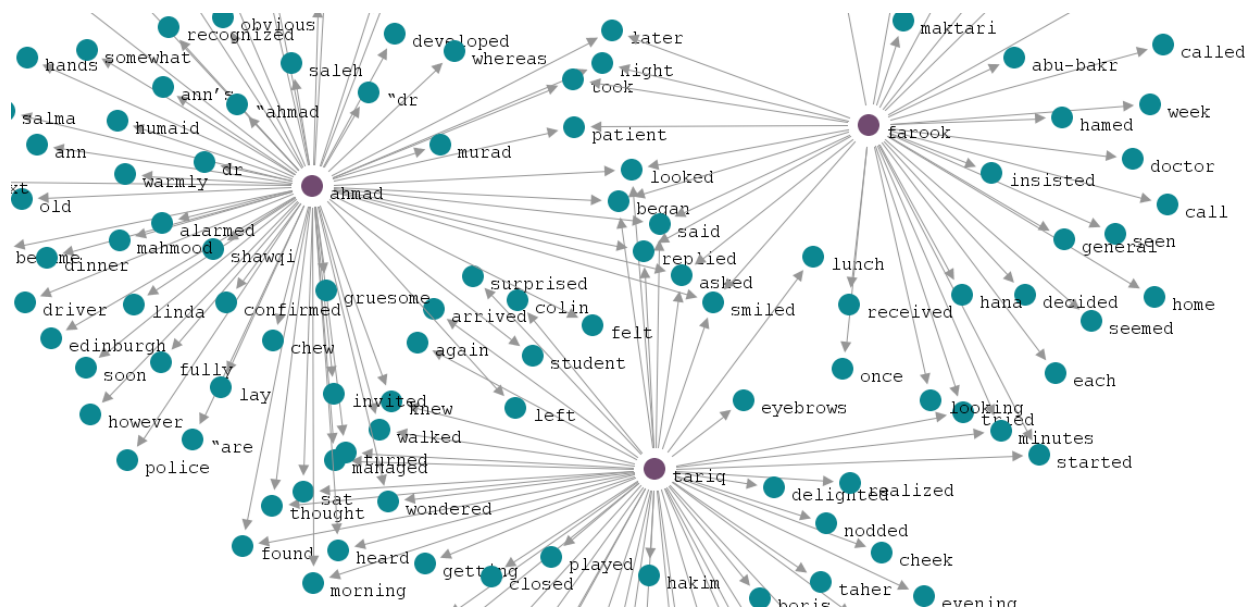 obvious
recognized
developed
later
maktari
somewhat
whereas
called
hands
saleh
night
abu-bakr
ann's
“ahmad
“dr
took
week
salma
humaid
patient
farook
hamed
ann
dr
murad
doctor
warmly
looked
insisted
xt
ahmad
old
began
call
alarmed
said
seen
mahmood
general
shawqi
replied
dinner
lunch
asked
surprised
gruesome
colin
hana
decided
home
driver
linda
confirmed
arrived
smiled
received
seemed
edinburgh
felt
chew
again
student
soon
fully
once
each
lay
invited
knew
left
eyebrows
looking
however
tried
“are
walked
minutes
police
turned
managed
started
tariq
sat
delighted
realized
thought
wondered
nodded
found
heard
getting
closed
played
hakim
cheek
morning
taher
boris
evening